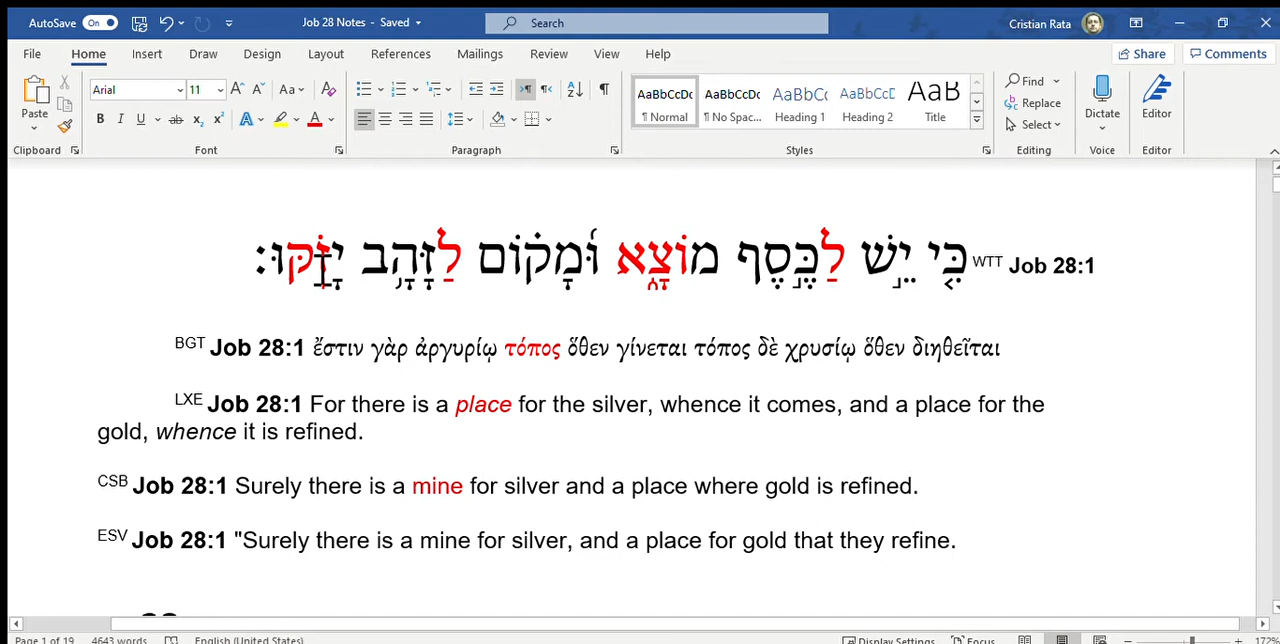 AutoSave On Job 28 Notes - Saved Search Cristian Rata
File Home Insert Draw Design Layout References Mailings Review View Help Share Comments
Paste Arial 11 Aa AaBbCcDc AaBbCcDc AaBbC AaBbCcD AaB Find Replace Select Dictate Editor
B I U ab x₂ x² A A ¶ Normal ¶ No Spac... Heading 1 Heading 2 Title
Clipboard Font Paragraph Styles Editing Voice Editor
WTT Job 28:1 כִּ֤י יֵ֣שׁ לַכֶּ֣סֶף מוֹצָ֑א וּ֜מָק֗וֹם לַזָּהָ֥ב יָזֹֽקּוּ׃
BGT Job 28:1 ἔστιν γὰρ ἀργυρίῳ τόπος ὅθεν γίνεται τόπος δὲ χρυσίῳ ὅθεν διηθεῖται
LXE Job 28:1 For there is a place for the silver, whence it comes, and a place for the
gold, whence it is refined.
CSB Job 28:1 Surely there is a mine for silver and a place where gold is refined.
ESV Job 28:1 "Surely there is a mine for silver, and a place for gold that they refine.
Page 1 of 19 4643 words English (United States) Display Settings Focus 172%